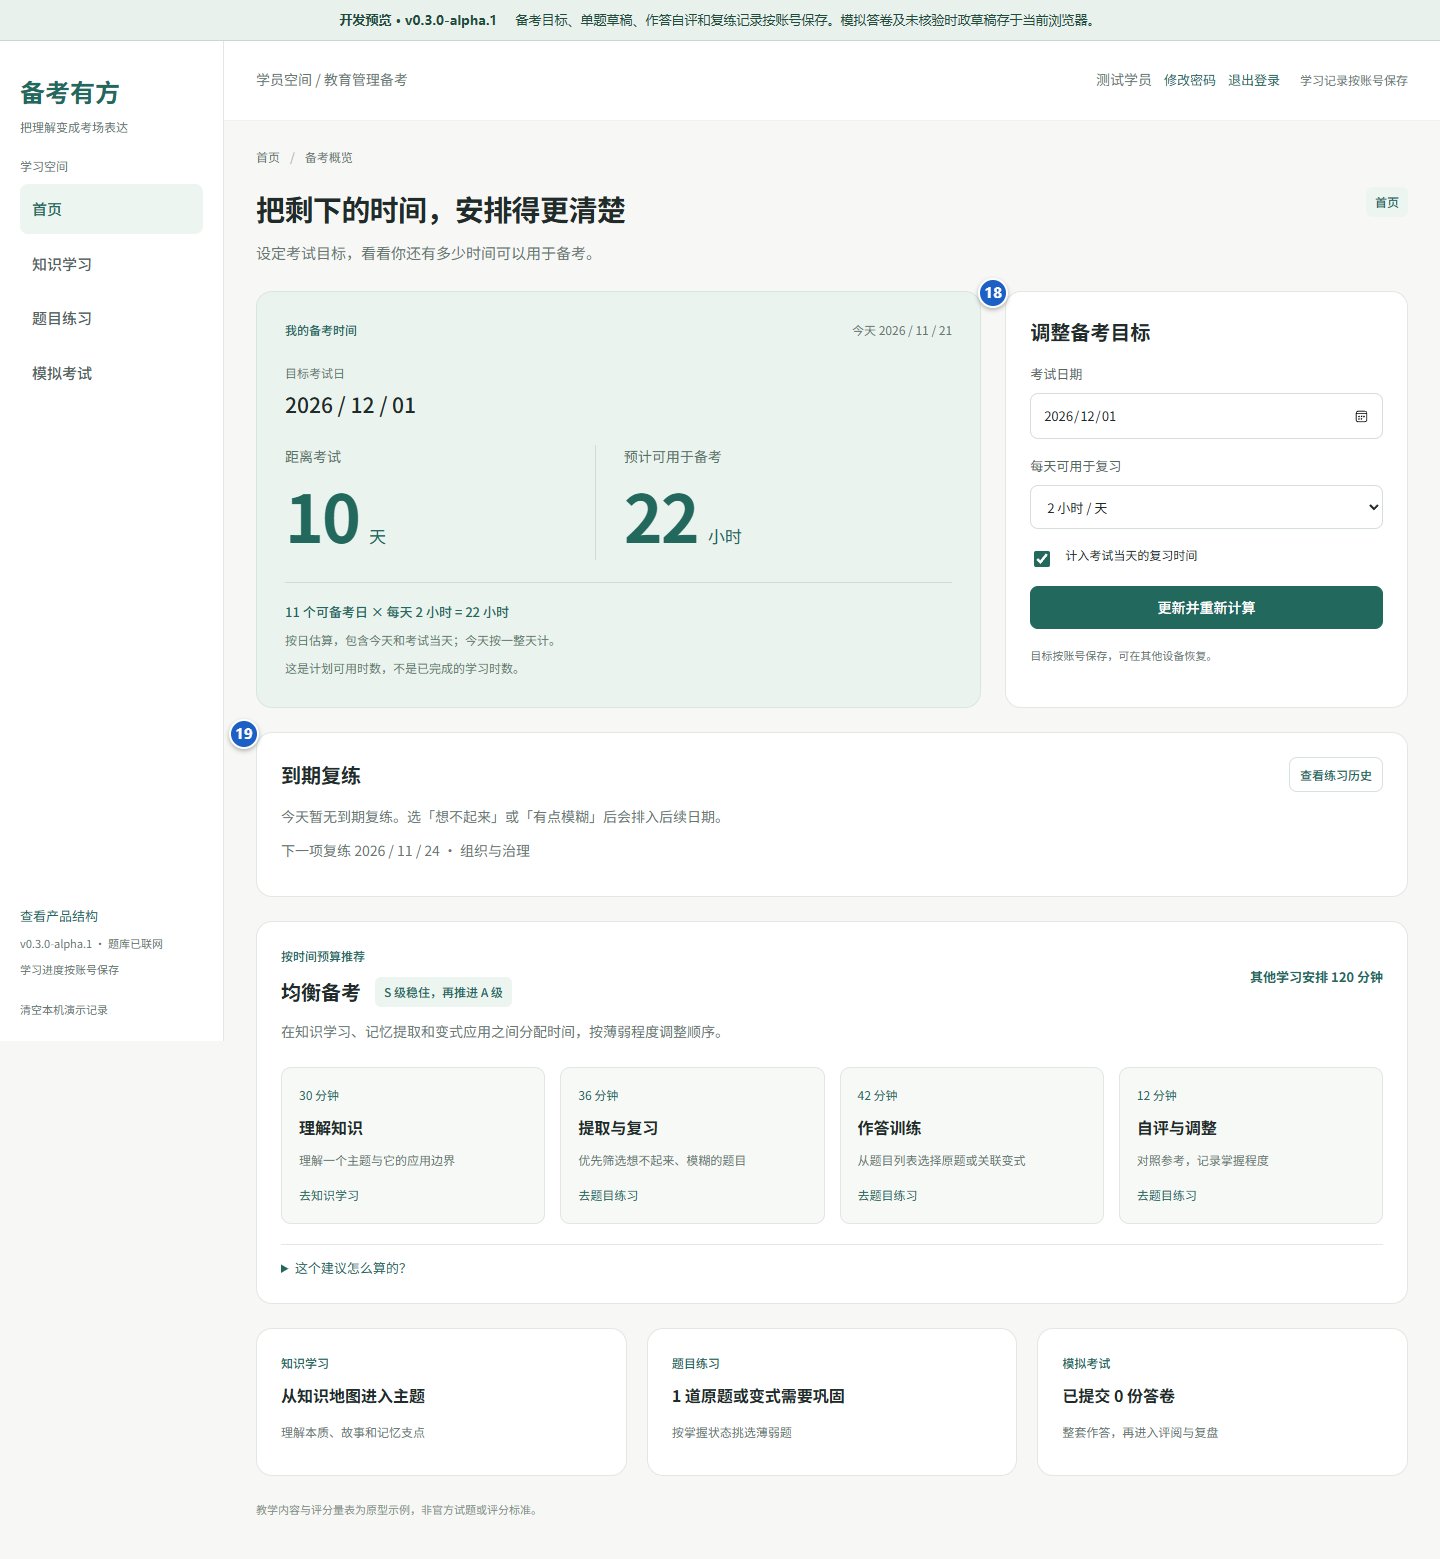 开发预览 • v0.3.0-alpha.1 备考目标、单题草稿、作答自评和复练记录按账号保存。模拟答卷及未核验时政草稿存于当前浏览器。
备考有方
把理解变成考场表达
学习空间
首页
知识学习
题目练习
模拟考试
查看产品结构
v0.3.0-alpha.1 • 题库已联网
学习进度按账号保存
清空本机演示记录
学员空间 / 教育管理备考
测试学员 修改密码 退出登录 学习记录按账号保存
首页 / 备考概览
把剩下的时间，安排得更清楚
首页
设定考试目标，看看你还有多少时间可以用于备考。
我的备考时间
今天 2026 / 11 / 21
目标考试日
2026 / 12 / 01
距离考试
10 天
预计可用于备考
22 小时
11 个可备考日 × 每天 2 小时 = 22 小时
按日估算，包含今天和考试当天；今天按一整天计。
这是计划可用时数，不是已完成的学习时数。
18
调整备考目标
考试日期
2026/12/01
每天可用于复习
2 小时 / 天
计入考试当天的复习时间
更新并重新计算
目标按账号保存，可在其他设备恢复。
19
到期复练
查看练习历史
今天暂无到期复练。选「想不起来」或「有点模糊」后会排入后续日期。
下一项复练 2026 / 11 / 24 • 组织与治理
按时间预算推荐
均衡备考 S 级稳住，再推进 A 级
其他学习安排 120 分钟
在知识学习、记忆提取和变式应用之间分配时间，按薄弱程度调整顺序。
30 分钟
理解知识
理解一个主题与它的应用边界
去知识学习
36 分钟
提取与复习
优先筛选想不起来、模糊的题目
去题目练习
42 分钟
作答训练
从题目列表选择原题或关联变式
去题目练习
12 分钟
自评与调整
对照参考，记录掌握程度
去题目练习
▶ 这个建议怎么算的？
知识学习
从知识地图进入主题
理解本质、故事和记忆支点
题目练习
1 道原题或变式需要巩固
按掌握状态挑选薄弱题
模拟考试
已提交 0 份答卷
整套作答，再进入评阅与复盘
教学内容与评分量表为原型示例，非官方试题或评分标准。